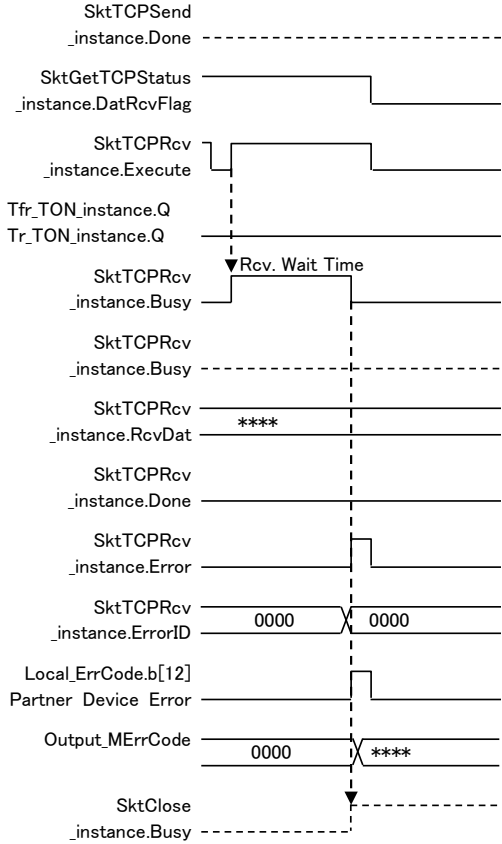 SktTCPSend
_instance.Done
SktGetTCPStatus
_instance.DatRcvFlag
SktTCPRcv
_instance.Execute
Tfr_TON_instance.Q
Tr_TON_instance.Q
Rcv. Wait Time
SktTCPRcv
_instance.Busy
SktTCPRcv
_instance.Busy
SktTCPRcv
****
_instance.RcvDat
SktTCPRcv
_instance.Done
SktTCPRcv
_instance.Error
SktTCPRcv
0000 0000
_instance.ErrorID
Local_ErrCode.b[12]
Partner Device Error
Output_MErrCode
0000 ****
SktClose
_instance.Busy